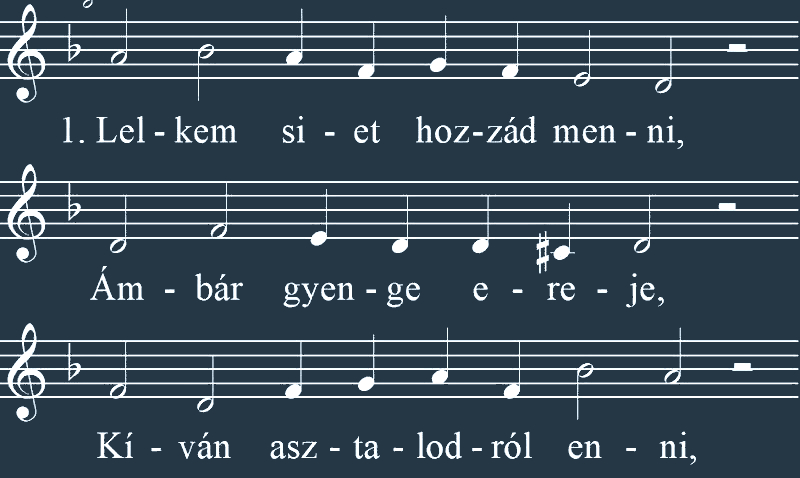 1. Lel - kem si - et hoz-zád men - ni,
Ám - bár gyen - ge e - re - je,
Kí - ván asz - ta - lod - ról en - ni,